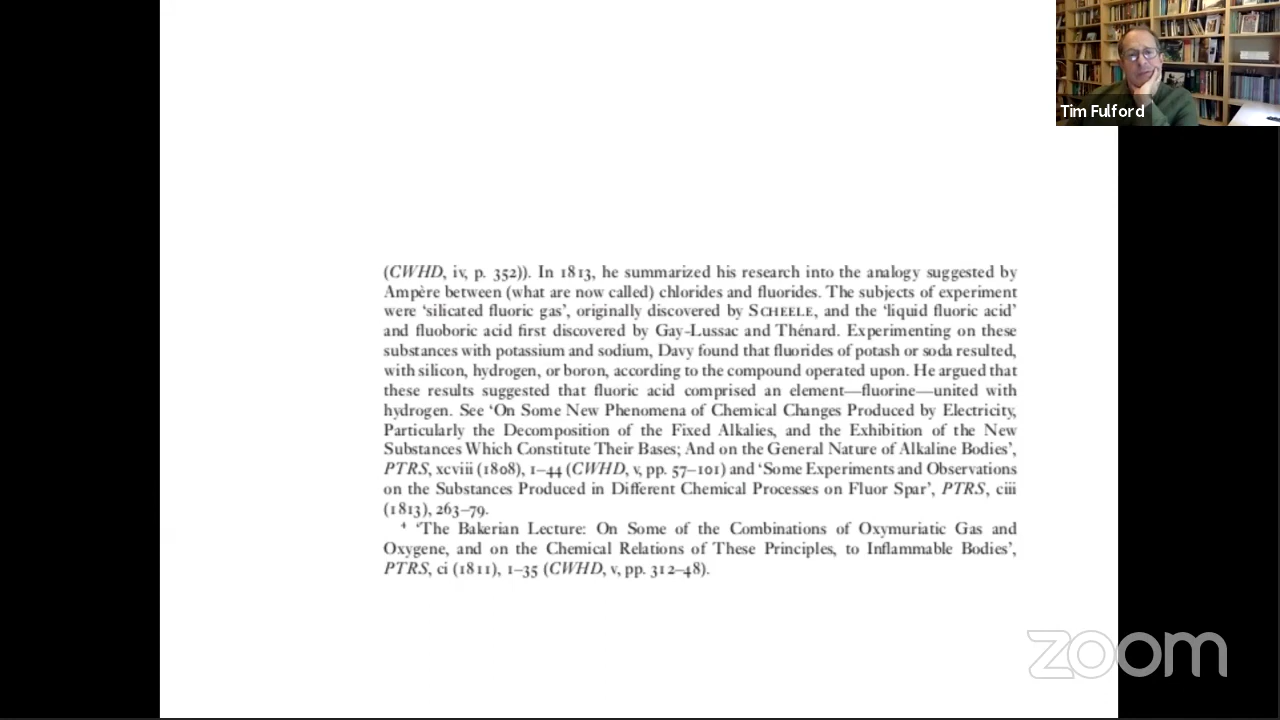 Tim Fulford
(CWHD, iv, p. 352)). In 1813, he summarized his research into the analogy suggested by
Ampère between (what are now called) chlorides and fluorides. The subjects of experiment
were ‘silicated fluoric gas’, originally discovered by SCHEELE, and the ‘liquid fluoric acid’
and fluoboric acid first discovered by Gay-Lussac and Thénard. Experimenting on these
substances with potassium and sodium, Davy found that fluorides of potash or soda resulted,
with silicon, hydrogen, or boron, according to the compound operated upon. He argued that
these results suggested that fluoric acid comprised an element—fluorine—united with
hydrogen. See ‘On Some New Phenomena of Chemical Changes Produced by Electricity,
Particularly the Decomposition of the Fixed Alkalies, and the Exhibition of the New
Substances Which Constitute Their Bases; And on the General Nature of Alkaline Bodies’,
PTRS, xcviii (1808), 1–44 (CWHD, v, pp. 57–101) and ‘Some Experiments and Observations
on the Substances Produced in Different Chemical Processes on Fluor Spar’, PTRS, ciii
(1813), 263–79.
⁴ ‘The Bakerian Lecture: On Some of the Combinations of Oxymuriatic Gas and
Oxygene, and on the Chemical Relations of These Principles, to Inflammable Bodies’,
PTRS, ci (1811), 1–35 (CWHD, v, pp. 312–48).
zoom